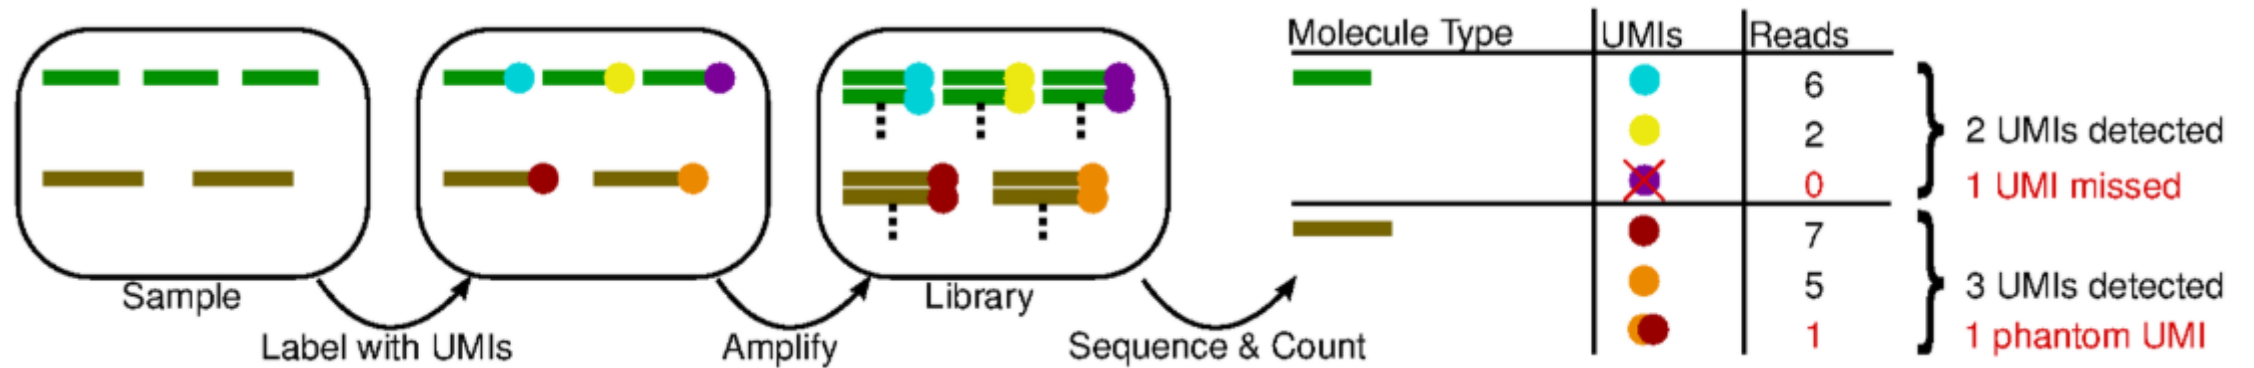 Molecule Type UMIs Reads
6
2 2 UMIs detected
0 1 UMI missed
7
5 3 UMIs detected
1 1 phantom UMI
Sample
Library
Label with UMIs
Amplify
Sequence & Count